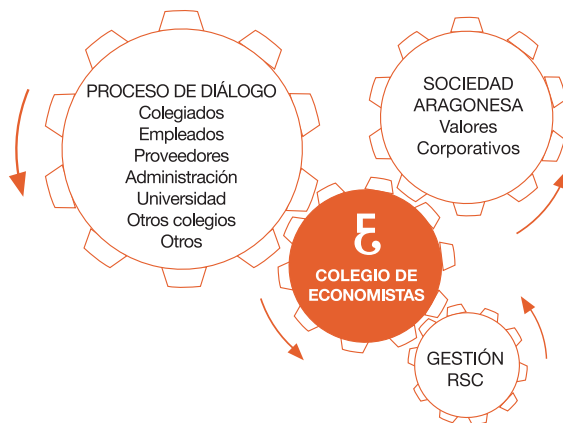 PROCESO DE DIÁLOGO
Colegiados
Empleados
Proveedores
Administración
Universidad
Otros colegios
Otros
SOCIEDAD
ARAGONESA
Valores
Corporativos
COLEGIO DE
ECONOMISTAS
GESTIÓN
RSC